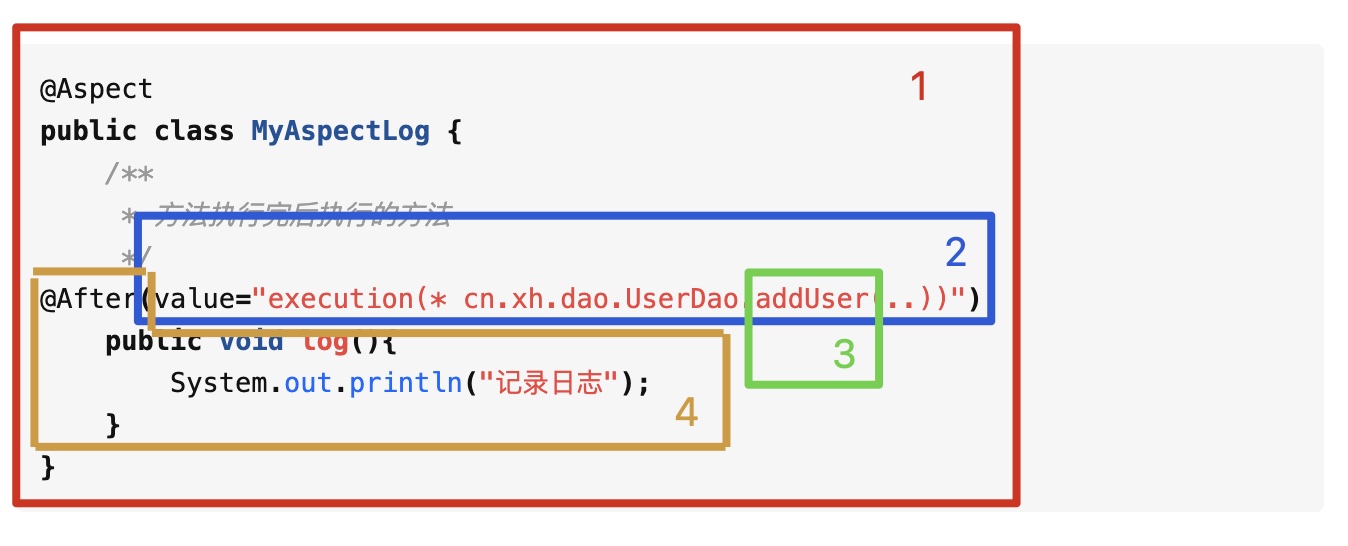 @Aspect 1
public class MyAspectLog {
/**
* 方法执行完后执行的方法
*/ 2
@After(value="execution(* cn.xh.dao.UserDao.addUser(..))")
public void log(){ 3
System.out.println("记录日志");
} 4
}